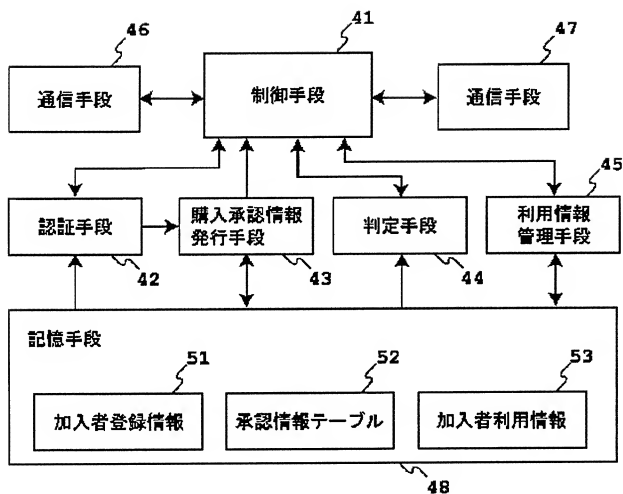 46
41
47
通信手段
制御手段
通信手段
45
認証手段
購入承認情報
発行手段
判定手段
利用情報
管理手段
42
43
44
記憶手段
51
52
53
加入者登録情報
承認情報テーブル
加入者利用情報
48